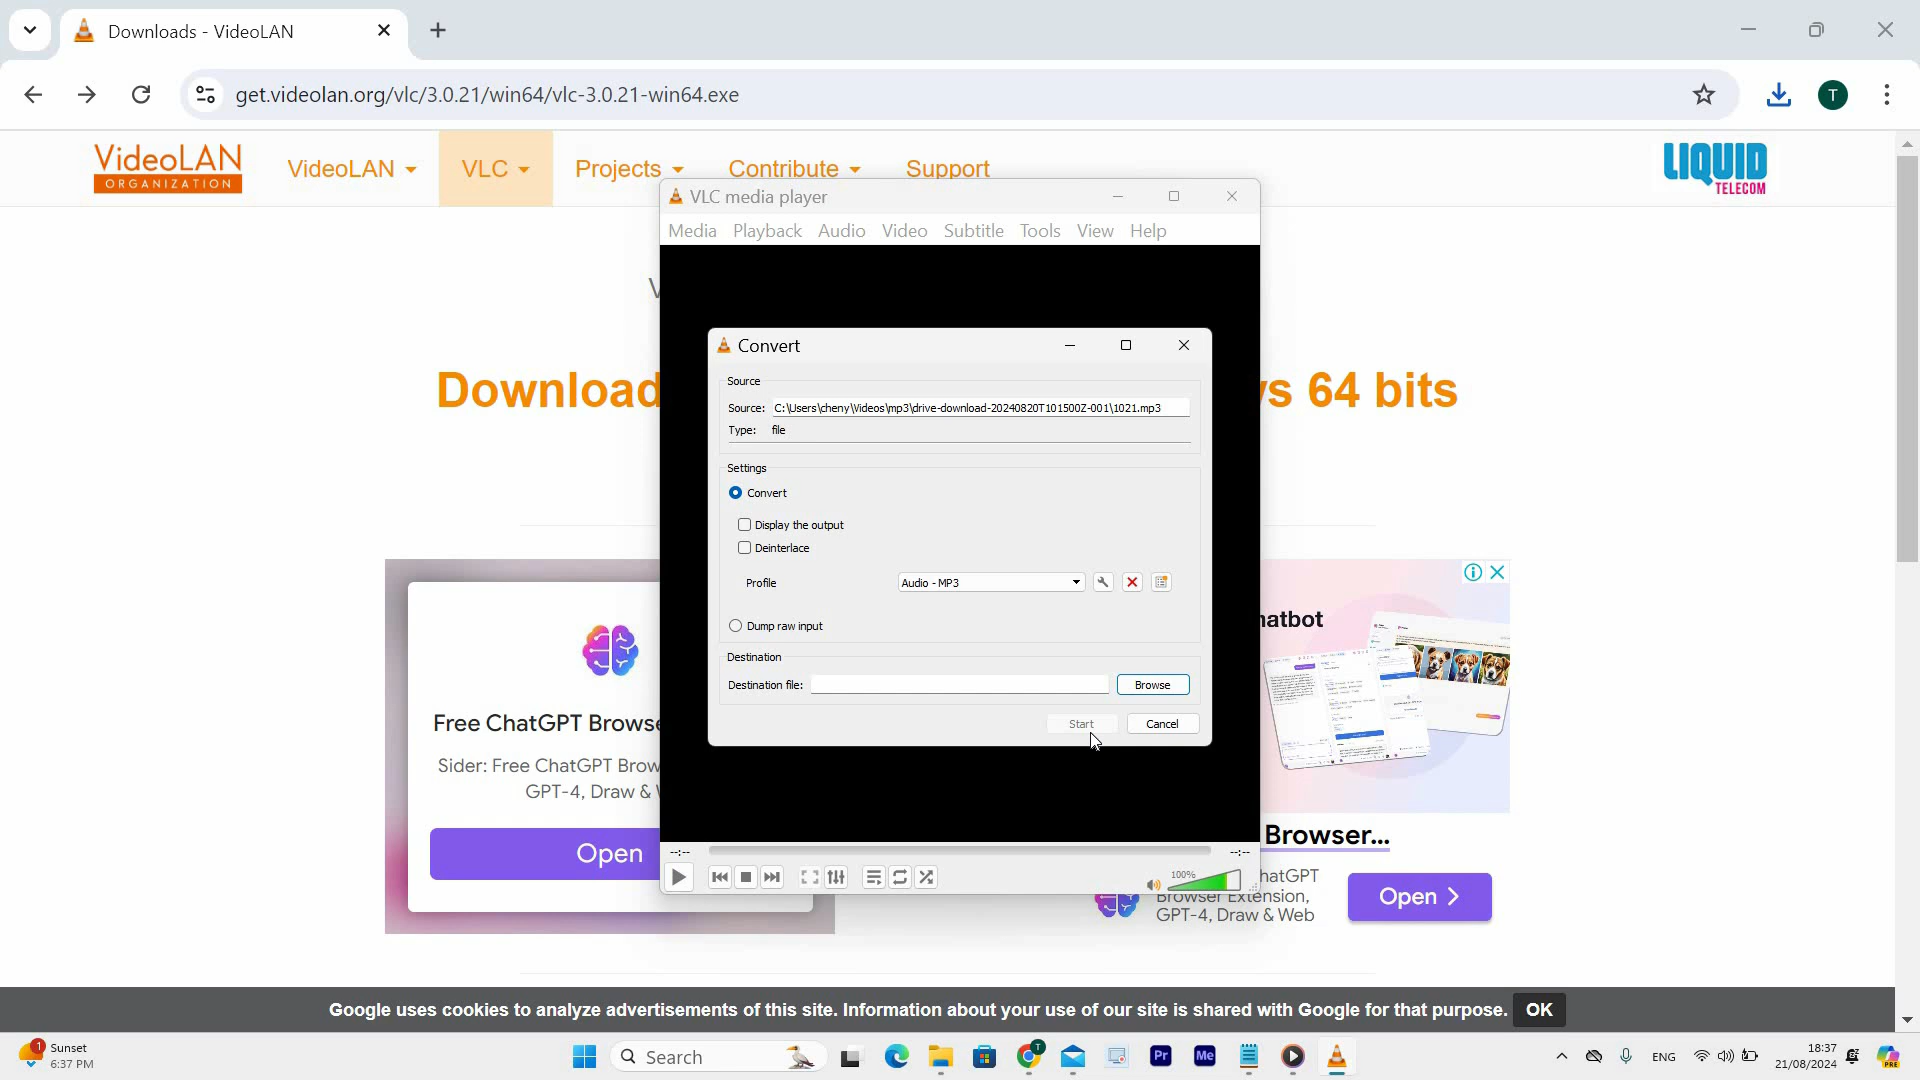 Downloads - VideoLAN
get.videolan.org/vlc/3.0.21/win64/vlc-3.0.21-win64.exe
T
VideoLAN
ORGANIZATION
VideoLAN
VLC
Projects
Contribute
Support
LIQUID
TELECOM
VLC media player
Media Playback Audio Video Subtitle Tools View Help
V
Download
s 64 bits
Convert
Source
Source: C:\Users\cheny\Videos\mp3\drive-download-20240820T101500Z-001\1021.mp3
Type: file
Settings
Convert
Display the output
Deinterlace
Profile
Audio - MP3
Dump raw input
Destination
Destination file:
Browse
Start
Cancel
Free ChatGPT Browse
Sider: Free ChatGPT Brow
GPT-4, Draw &
Open
hatbot
Browser...
hatGPT
Browser Extension,
GPT-4, Draw & Web
Open
--:--
--:--
100%
Google uses cookies to analyze advertisements of this site. Information about your use of our site is shared with Google for that purpose.
OK
1
Sunset
6:37 PM
Search
T
Pr
Me
ENG
18:37
21/08/2024
PRE